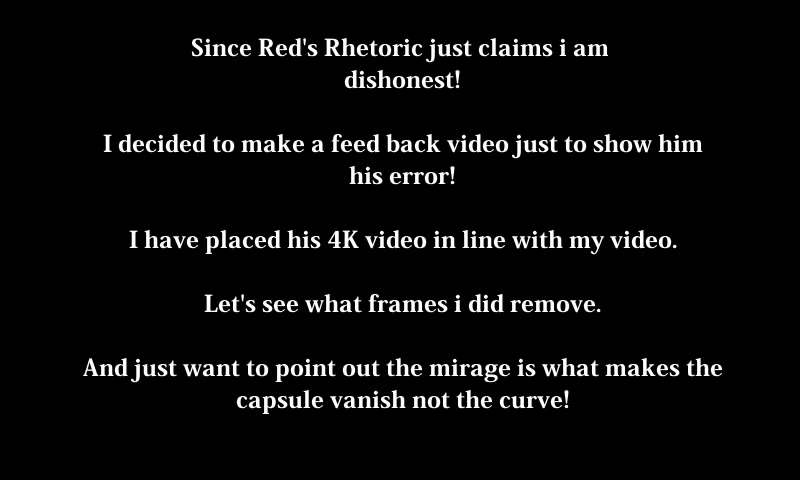 Since Red's Rhetoric just claims i am
dishonest!
I decided to make a feed back video just to show him
his error!
I have placed his 4K video in line with my video.
Let's see what frames i did remove.
And just want to point out the mirage is what makes the
capsule vanish not the curve!